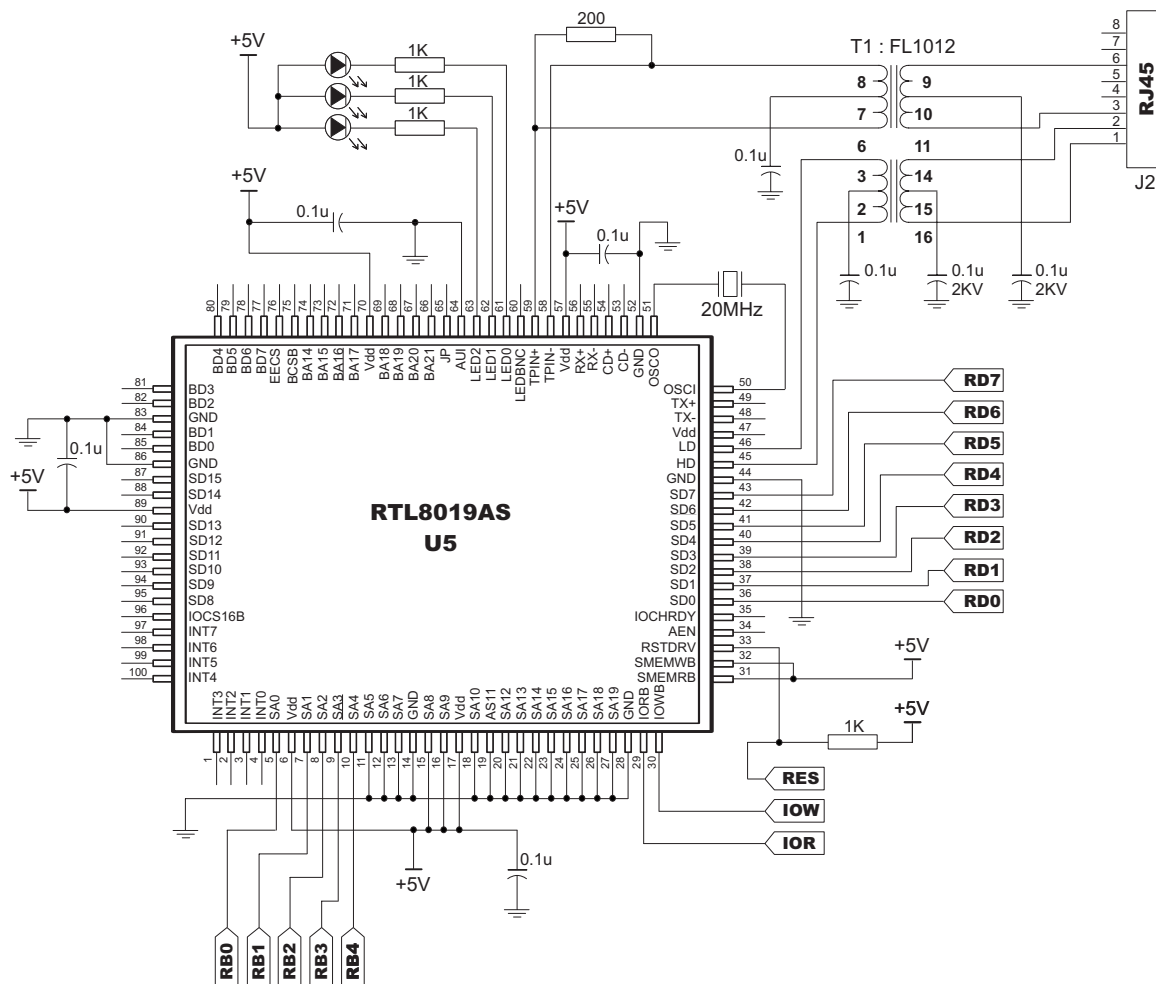 200
+5V
1K
1K
1K
T1 : FL1012
8
7
6
5
4
3
2
1
RJ45
J2
8
9
7
10
6
11
3
14
2
15
1
16
0.1u
0.1u
0.1u
2KV
0.1u
2KV
+5V
0.1u
+5V
0.1u
20MHz
80
79
78
77
76
75
74
73
72
71
70
69
68
67
66
65
64
63
62
61
60
59
58
57
56
55
54
53
52
51
BD4
BD5
BD6
BD7
EECS
BCSB
BA14
BA15
BA16
BA17
Vdd
BA18
BA19
BA20
BA21
JP
AUI
LED2
LED1
LED0
LEDBNC
TPIN+
TPIN-
Vdd
RX+
RX-
CD+
CD-
GND
OSCO
81 BD3
82 BD2
83 GND
84 BD1
85 BD0
86 GND
87 SD15
88 SD14
89 Vdd
90 SD13
91 SD12
92 SD11
93 SD10
94 SD9
95 SD8
96 IOCS16B
97 INT7
98 INT6
99 INT5
100 INT4
0.1u
+5V
RTL8019AS
U5
OSCI 50
TX+ 49
TX- 48
Vdd 47
LD 46
HD 45
GND 44
SD7 43
SD6 42
SD5 41
SD4 40
SD3 39
SD2 38
SD1 37
SD0 36
IOCHRDY 35
AEN 34
RSTDRV 33
SMEMWB 32
SMEMRB 31
RD7
RD6
RD5
RD4
RD3
RD2
RD1
RD0
+5V
+5V
1K
RES
IOW
IOR
INT3
INT2
INT1
INT0
SA0
Vdd
SA1
SA2
SA3
SA4
SA5
SA6
SA7
GND
SA8
SA9
Vdd
SA10
AS11
SA12
SA13
SA14
SA15
SA16
SA17
SA18
SA19
GND
IORB
IOWB
1
2
3
4
5
6
7
8
9
10
11
12
13
14
15
16
17
18
19
20
21
22
23
24
25
26
27
28
29
30
+5V
0.1u
RB0
RB1
RB2
RB3
RB4